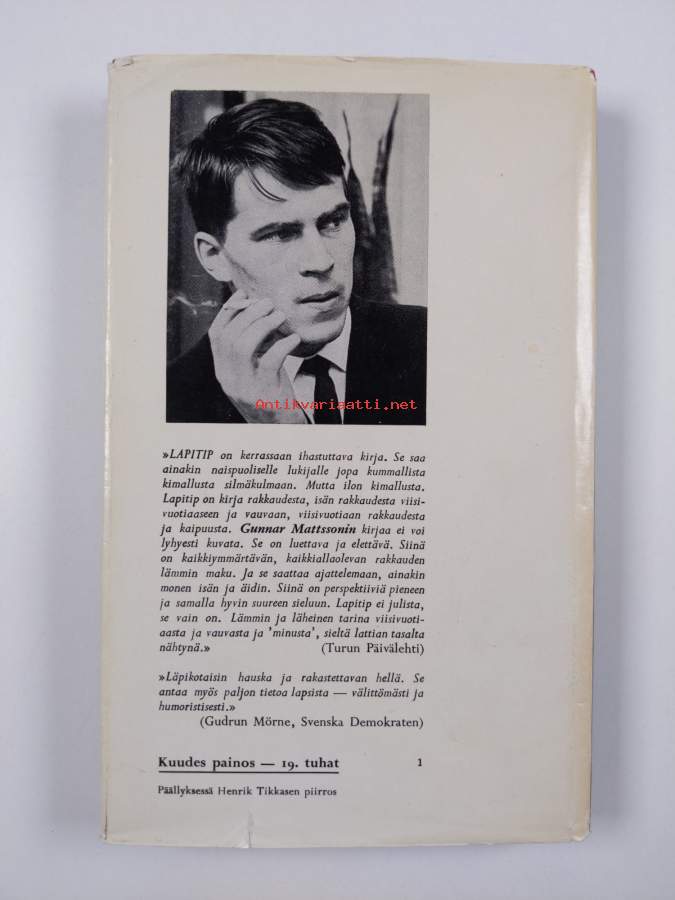 Antikvariaatti.net
»LAPITIP on kerrassaan ihastuttava kirja. Se saa
ainakin naispuoliselle lukijalle jopa kummallista
kimallusta silmäkulmaan. Mutta ilon kimallusta.
Lapitip on kirja rakkaudesta, isän rakkaudesta viisi-
vuotiaaseen ja vauvaan, viisivuotiaan rakkaudesta
ja kaipuusta. Gunnar Mattssonin kirjaa ei voi
lyhyesti kuvata. Se on luettava ja elettävä. Siinä
on kaikkiymmärtävän, kaikkiallaolevan rakkauden
lämmin maku. Ja se saattaa ajattelemaan, ainakin
monen isän ja äidin. Siinä on perspektiiviä pieneen
ja samalla hyvin suureen sieluun. Lapitip ei julista,
se vain on. Lämmin ja läheinen tarina viisivuoti-
aasta ja vauvasta ja 'minusta', sieltä lattian tasalta
nähtynä.» (Turun Päivälehti)
»Läpikotaisin hauska ja rakastettavan hellä. Se
antaa myös paljon tietoa lapsista — välittömästi ja
humoristisesti.»
(Gudrun Mörne, Svenska Demokraten)
Kuudes painos — 19. tuhat 1
Päällyksessä Henrik Tikkasen piirros